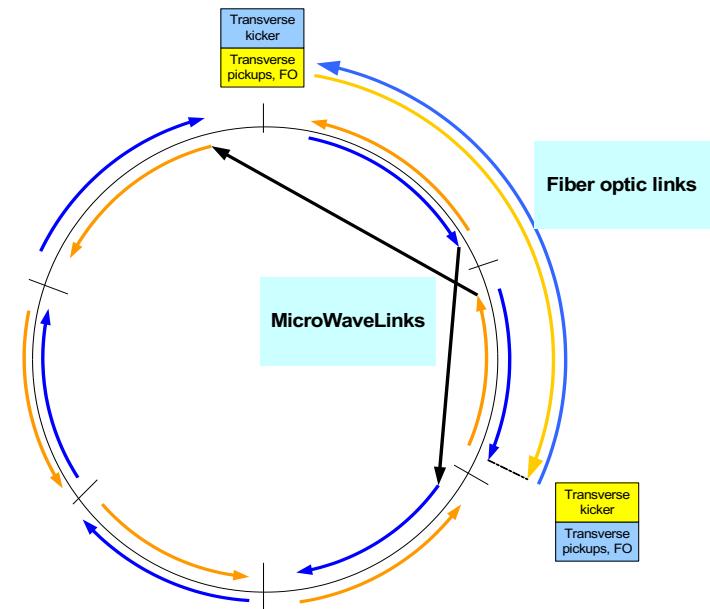 Transverse
kicker
Transverse
pickups, FO
Fiber optic links
MicroWaveLinks
Transverse
kicker
Transverse
pickups, FO